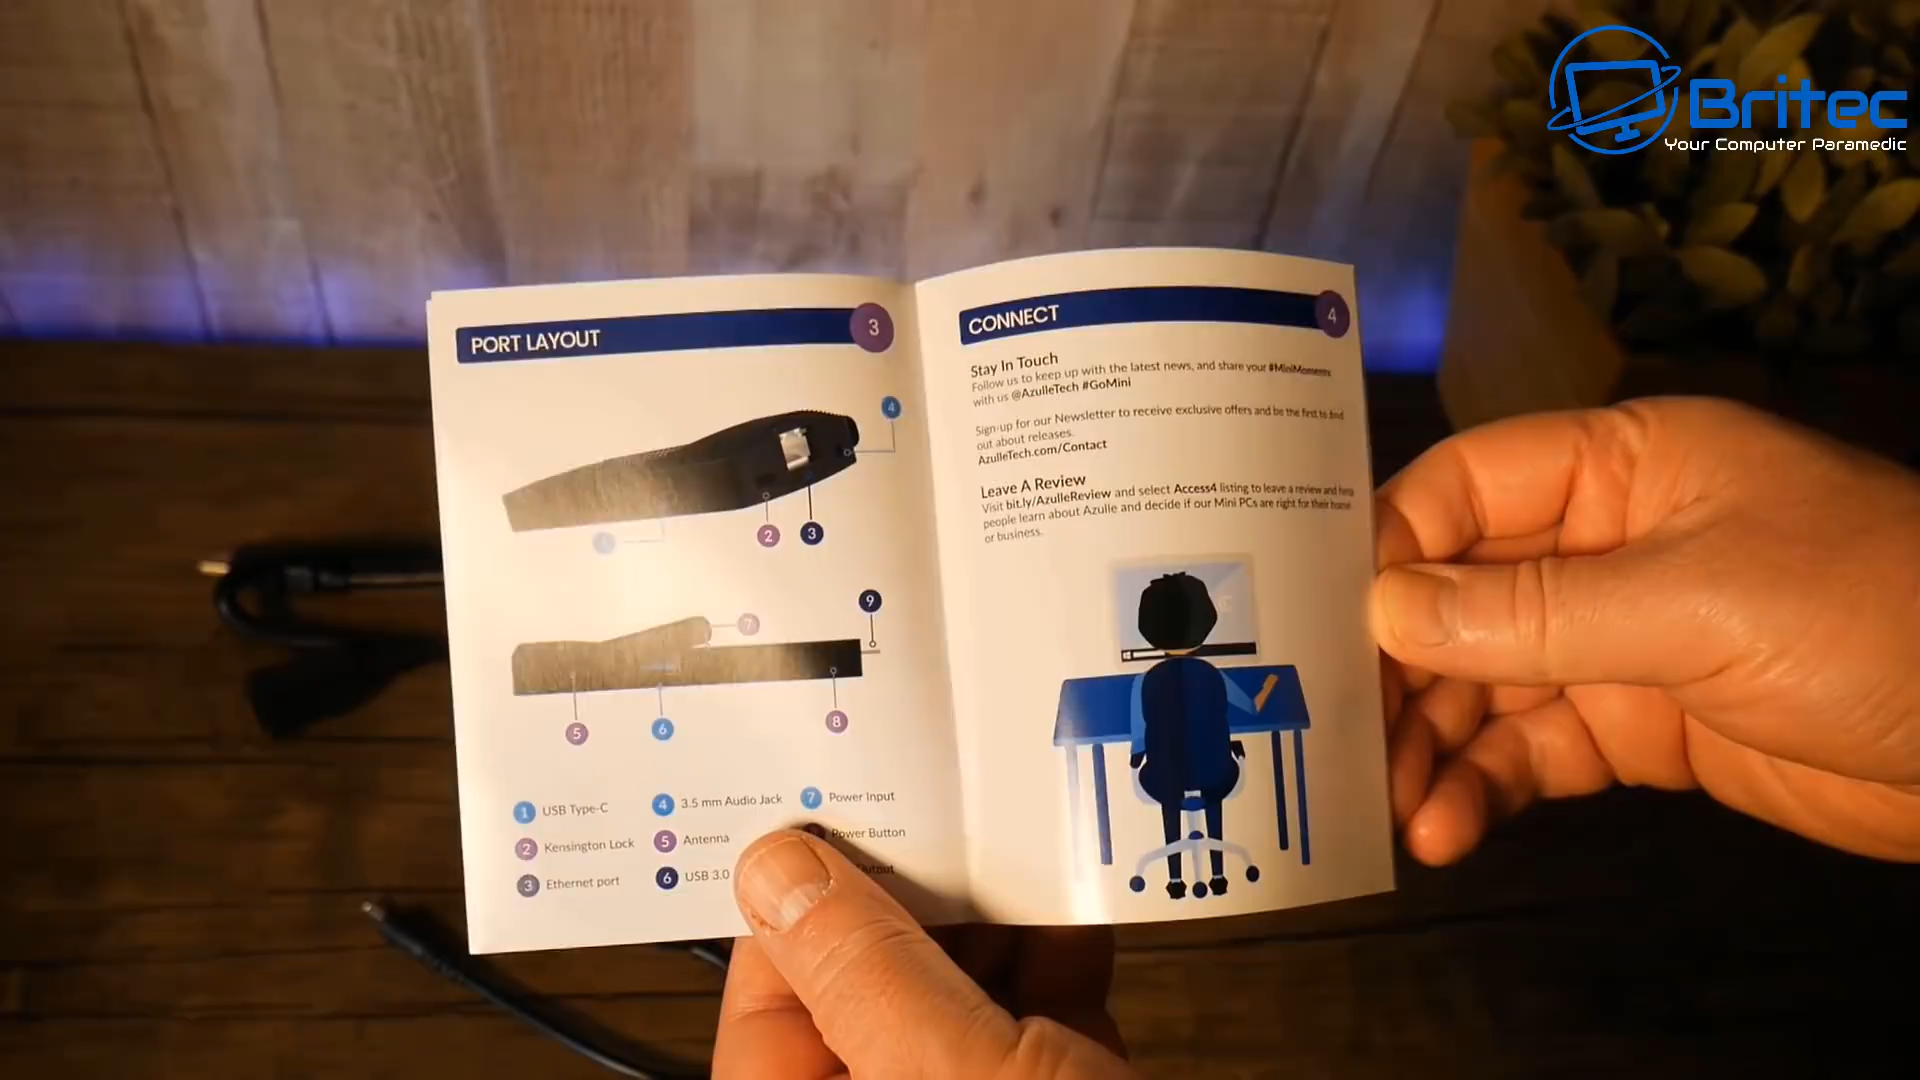 Britec
Your Computer Paramedic
PORT LAYOUT
3
4
2
3
7
9
5
6
8
1 USB Type-C
2 Kensington Lock
3 Ethernet port
4 3.5 mm Audio Jack
5 Antenna
6 USB 3.0
7 Power Input
Power Button
CONNECT
4
Stay In Touch
Follow us to keep up with the latest news, and share your #MiniMoments
with us @AzulleTech #GoMini
Sign-up for our Newsletter to receive exclusive offers and be the first to find
out about releases.
AzulleTech.com/Contact
Leave A Review
Visit bit.ly/AzulleReview and select Access4 listing to leave a review and help
people learn about Azulle and decide if our Mini PCs are right for their home
or business.